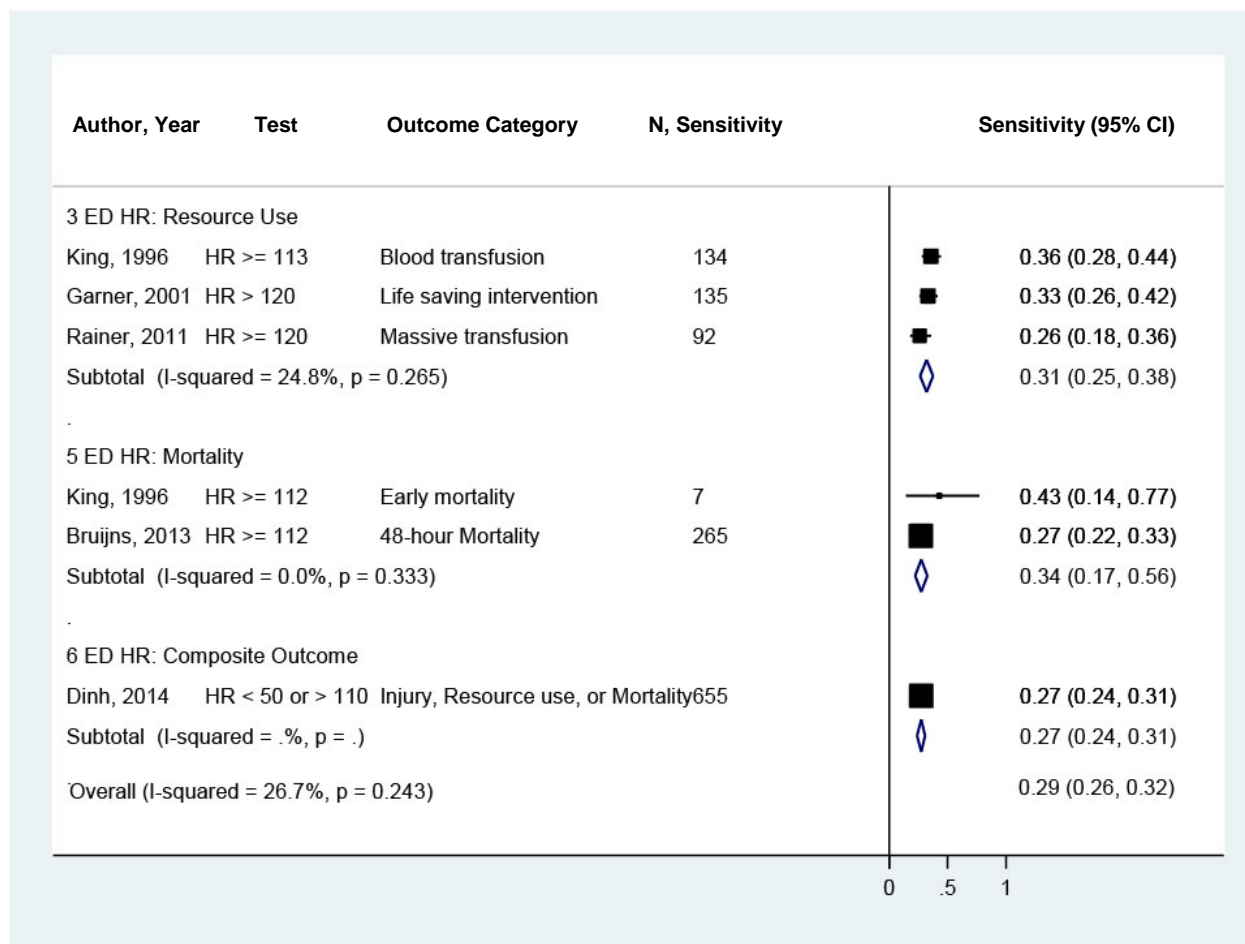 Author, Year Test Outcome Category N, Sensitivity Sensitivity (95% CI)
3 ED HR: Resource Use
King, 1996 HR >= 113 Blood transfusion 134 0.36 (0.28, 0.44)
Garner, 2001 HR > 120 Life saving intervention 135 0.33 (0.26, 0.42)
Rainer, 2011 HR >= 120 Massive transfusion 92 0.26 (0.18, 0.36)
Subtotal (I-squared = 24.8%, p = 0.265) 0.31 (0.25, 0.38)
.
5 ED HR: Mortality
King, 1996 HR >= 112 Early mortality 7 0.43 (0.14, 0.77)
Bruijns, 2013 HR >= 112 48-hour Mortality 265 0.27 (0.22, 0.33)
Subtotal (I-squared = 0.0%, p = 0.333) 0.34 (0.17, 0.56)
.
6 ED HR: Composite Outcome
Dinh, 2014 HR < 50 or > 110 Injury, Resource use, or Mortality 655 0.27 (0.24, 0.31)
Subtotal (I-squared = .%, p = .) 0.27 (0.24, 0.31)
Overall (I-squared = 26.7%, p = 0.243) 0.29 (0.26, 0.32)
0 .5 1